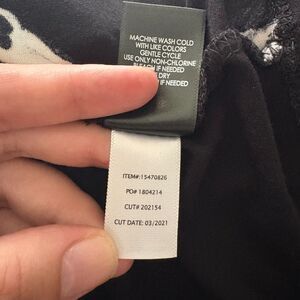 MACHINE WASH COLD
WITH LIKE COLORS
GENTLE CYCLE
USE ONLY NON-CHLORINE
IF NEEDED
DRY
IF NEEDED
ITEM#: 15470826
PO# 1804214
CUT# 202154
CUT DATE: 03/2021